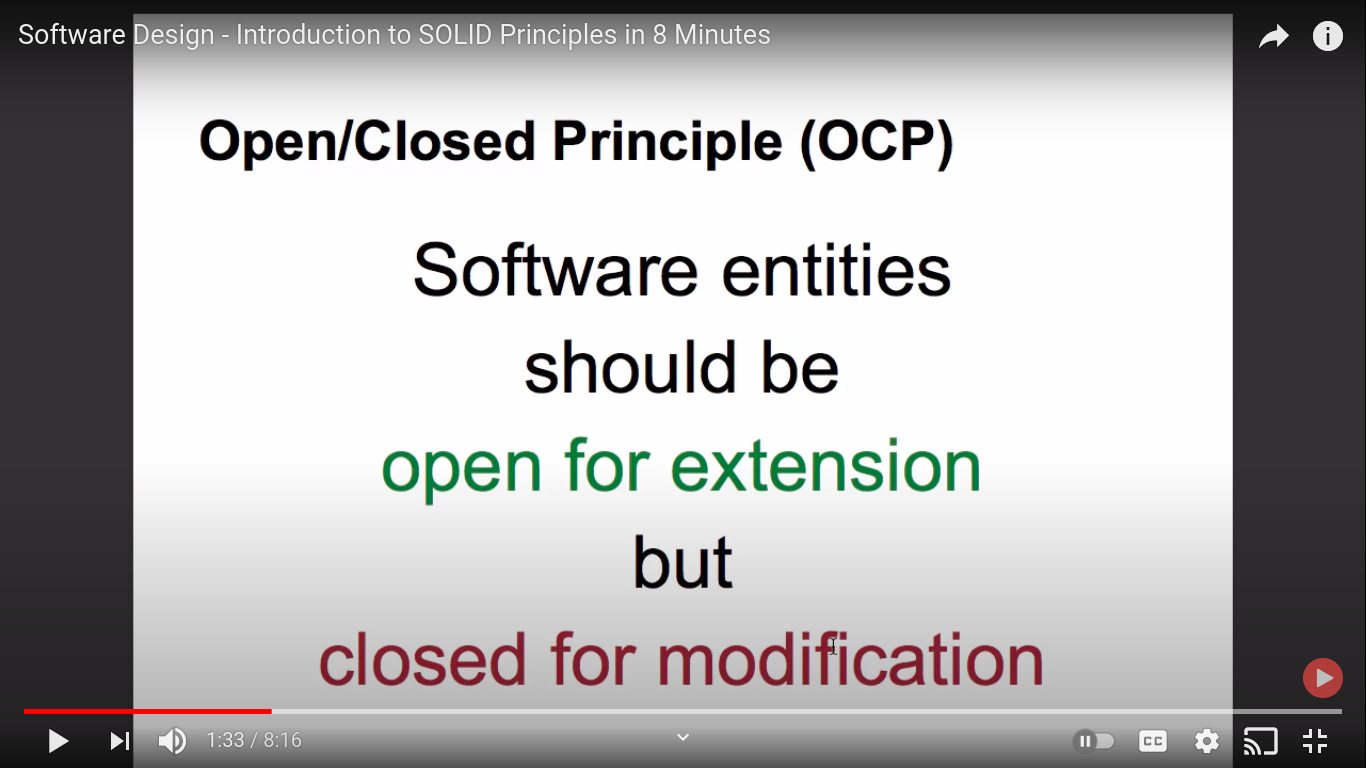 Software Design - Introduction to SOLID Principles in 8 Minutes
Open/Closed Principle (OCP)
Software entities
should be
open for extension
but
closed for modification
1:33 / 8:16
CC